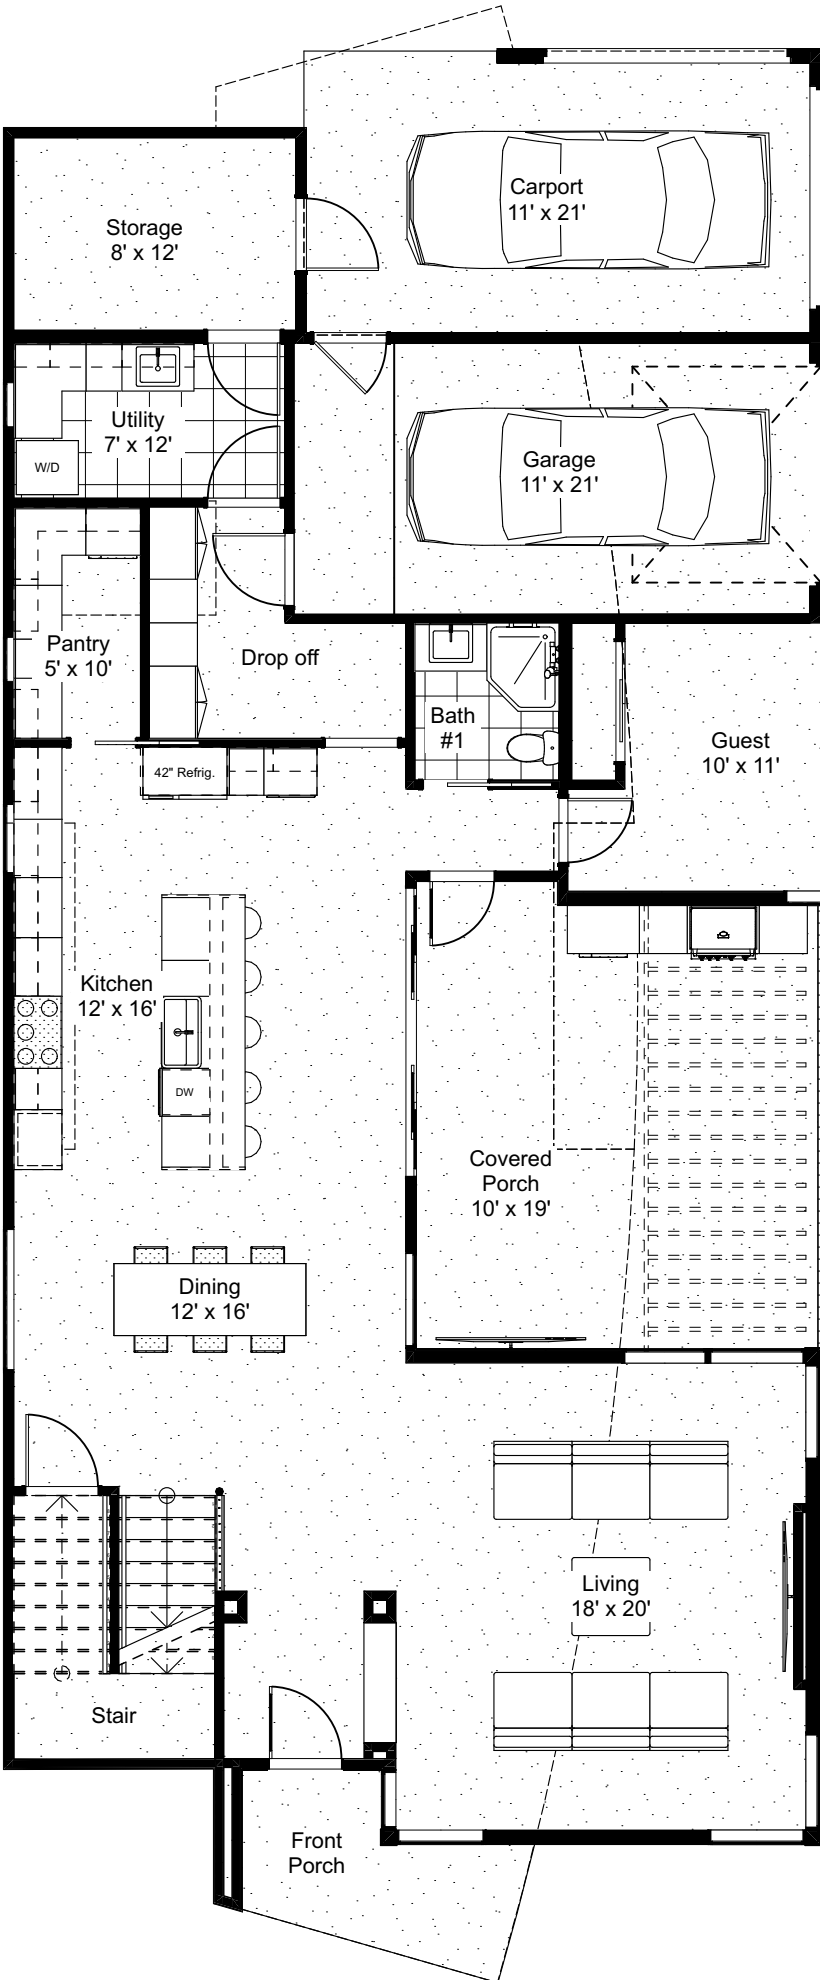 Carport
11' x 21'
Storage
8' x 12'
Utility
7' x 12'
W/D
Garage
11' x 21'
Pantry
5' x 10'
Drop off
Bath
#1
Guest
10' x 11'
42" Refrig.
Kitchen
12' x 16'
DW
Covered
Porch
10' x 19'
Dining
12' x 16'
Living
18' x 20'
Stair
Front
Porch